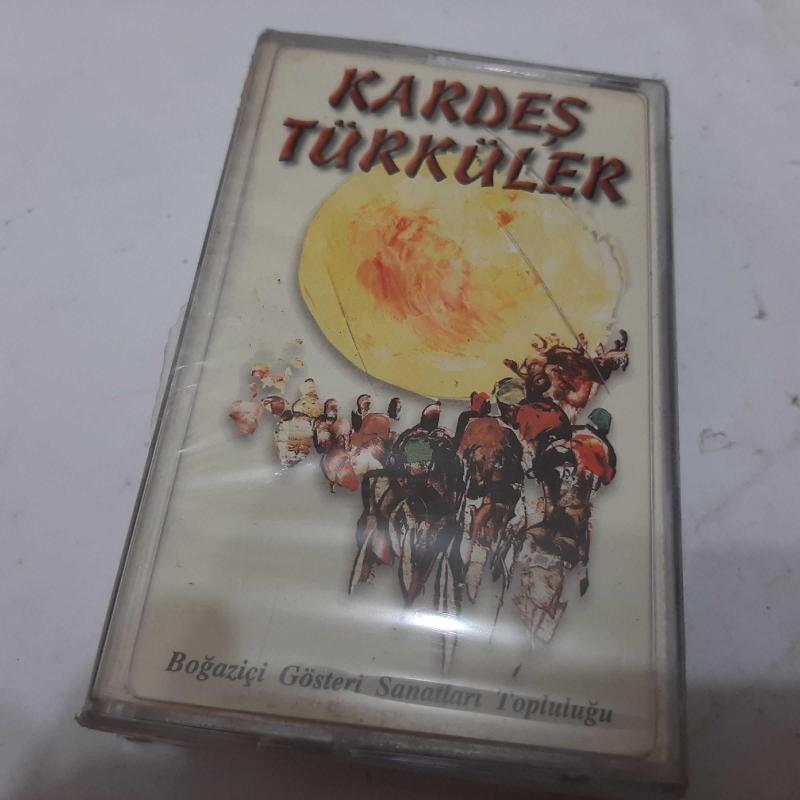 KARDEŞ
TÜRKÜLER
Boğaziçi Gösteri Sanatları Topluluğu